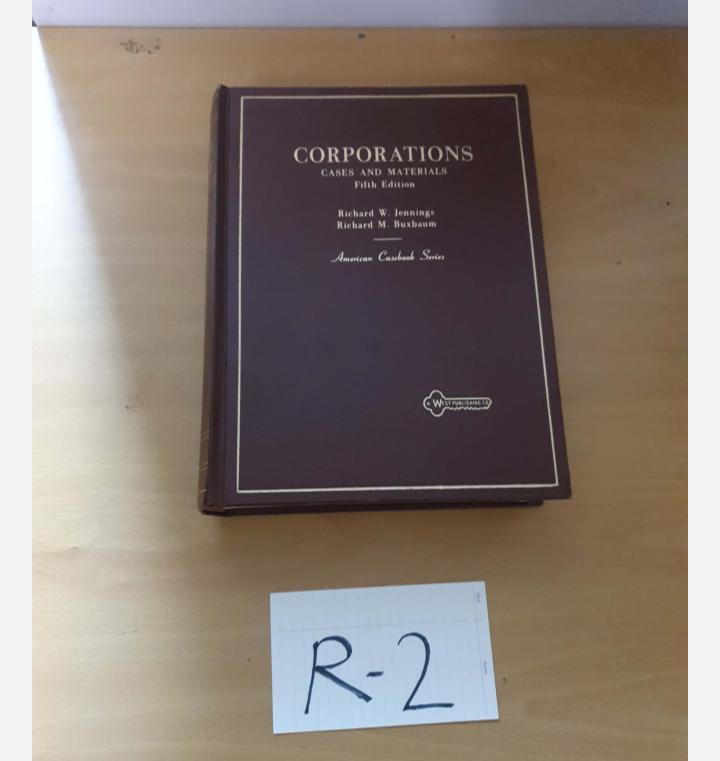 CORPORATIONS
CASES AND MATERIALS
Fifth Edition
Richard W. Jennings
Richard M. Buxbaum
American Casebook Series
WEST PUBLISHING CO
R-2